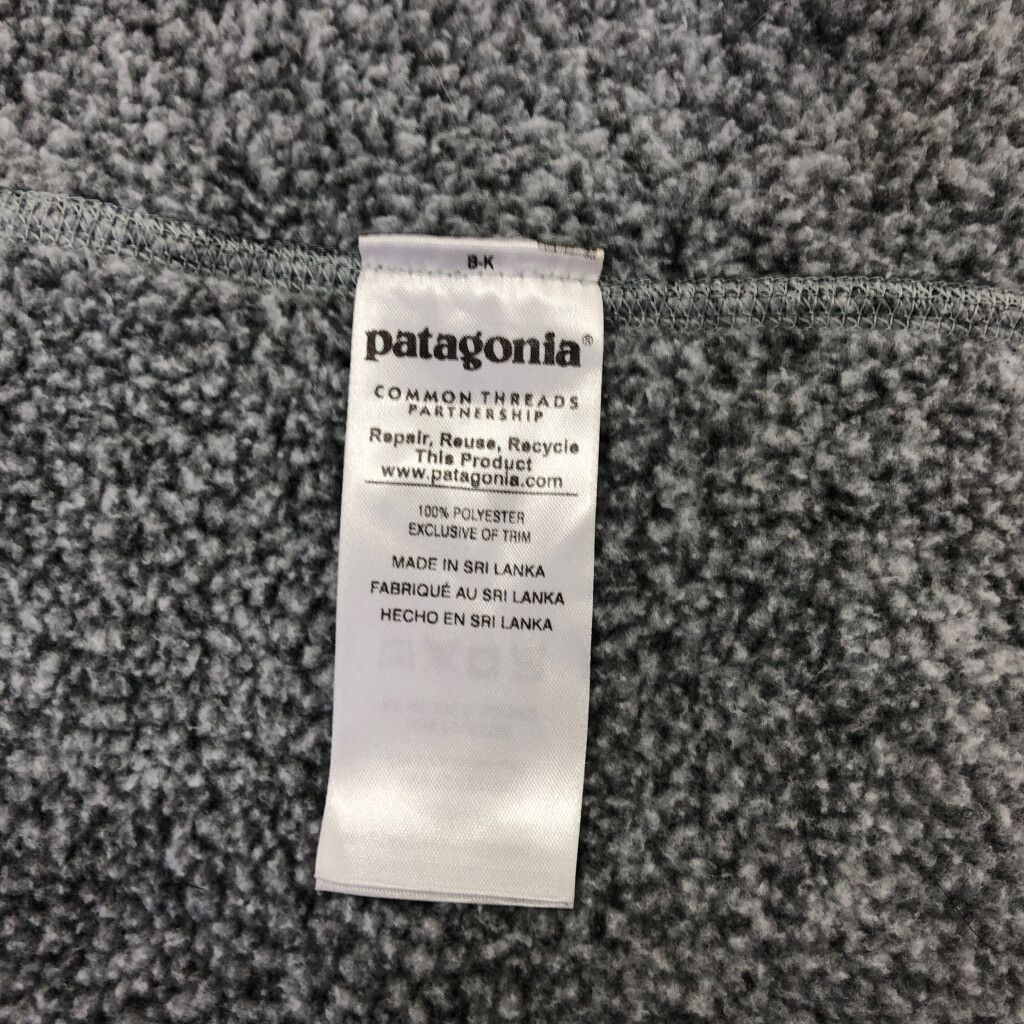 B-K
patagonia®
COMMON THREADS
PARTNERSHIP
Repair, Reuse, Recycle
This Product
www.patagonia.com
100% POLYESTER
EXCLUSIVE OF TRIM
MADE IN SRI LANKA
FABRIQUÉ AU SRI LANKA
HECHO EN SRI LANKA